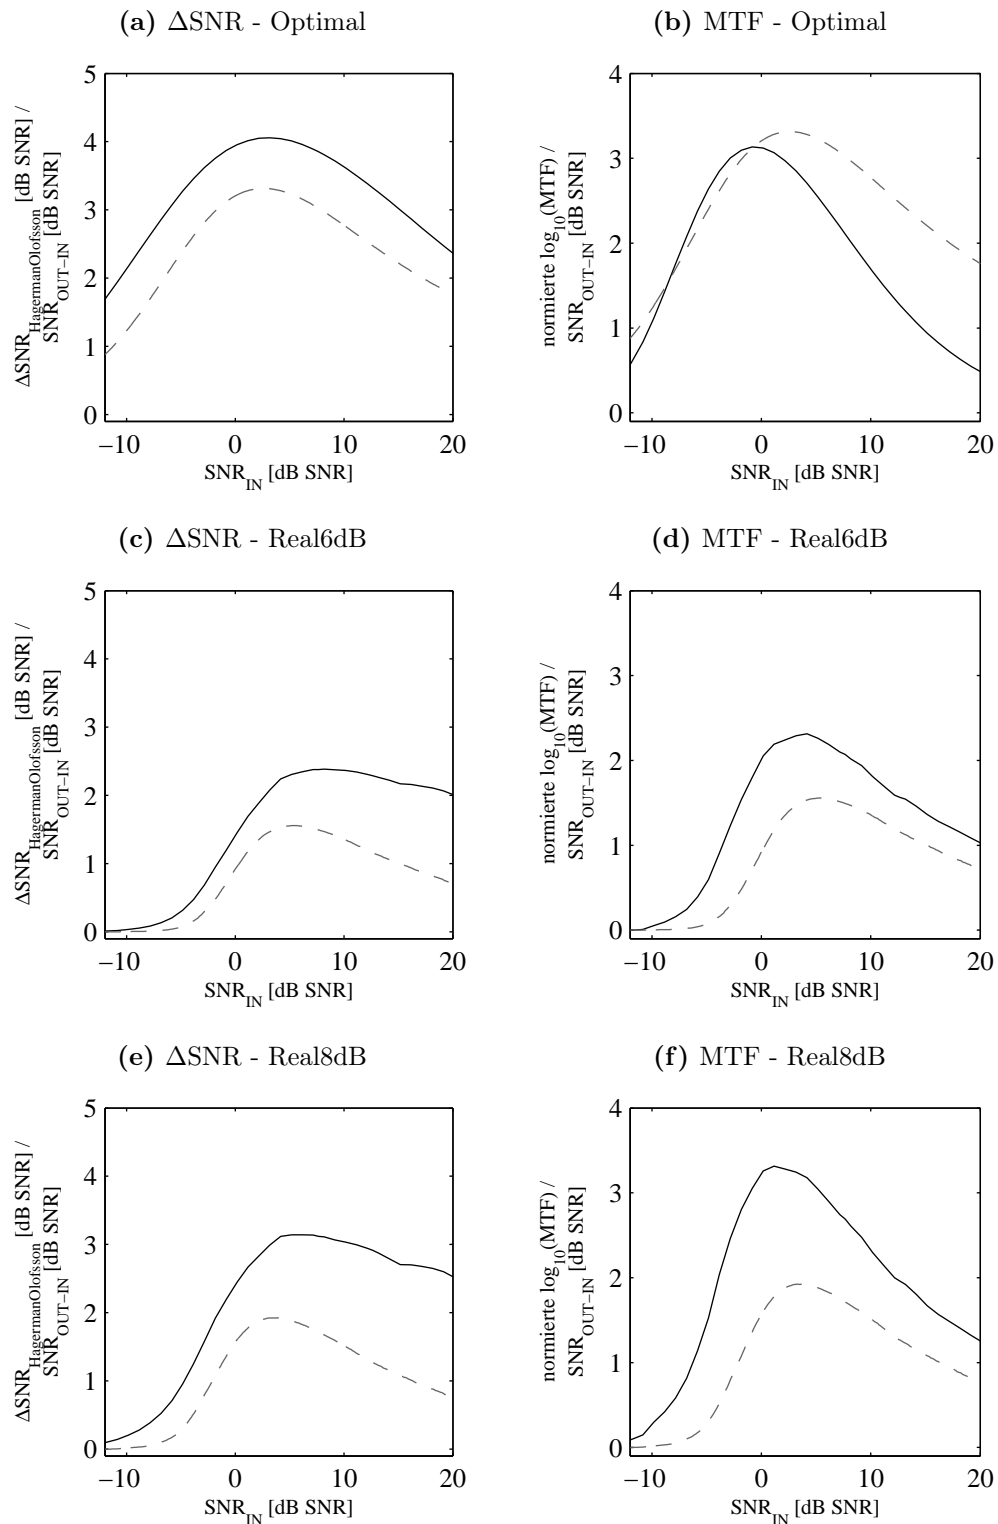 (a) ΔSNR - Optimal
ΔSNR_HagermanOlofsson [dB SNR] /
SNR_OUT−IN [dB SNR]
5
4
3
2
1
0
−10 0 10 20
SNR_IN [dB SNR]
(b) MTF - Optimal
normierte log_10(MTF) /
SNR_OUT−IN [dB SNR]
4
3
2
1
0
−10 0 10 20
SNR_IN [dB SNR]
(c) ΔSNR - Real6dB
ΔSNR_HagermanOlofsson [dB SNR] /
SNR_OUT−IN [dB SNR]
5
4
3
2
1
0
−10 0 10 20
SNR_IN [dB SNR]
(d) MTF - Real6dB
normierte log_10(MTF) /
SNR_OUT−IN [dB SNR]
4
3
2
1
0
−10 0 10 20
SNR_IN [dB SNR]
(e) ΔSNR - Real8dB
ΔSNR_HagermanOlofsson [dB SNR] /
SNR_OUT−IN [dB SNR]
5
4
3
2
1
0
−10 0 10 20
SNR_IN [dB SNR]
(f) MTF - Real8dB
normierte log_10(MTF) /
SNR_OUT−IN [dB SNR]
4
3
2
1
0
−10 0 10 20
SNR_IN [dB SNR]